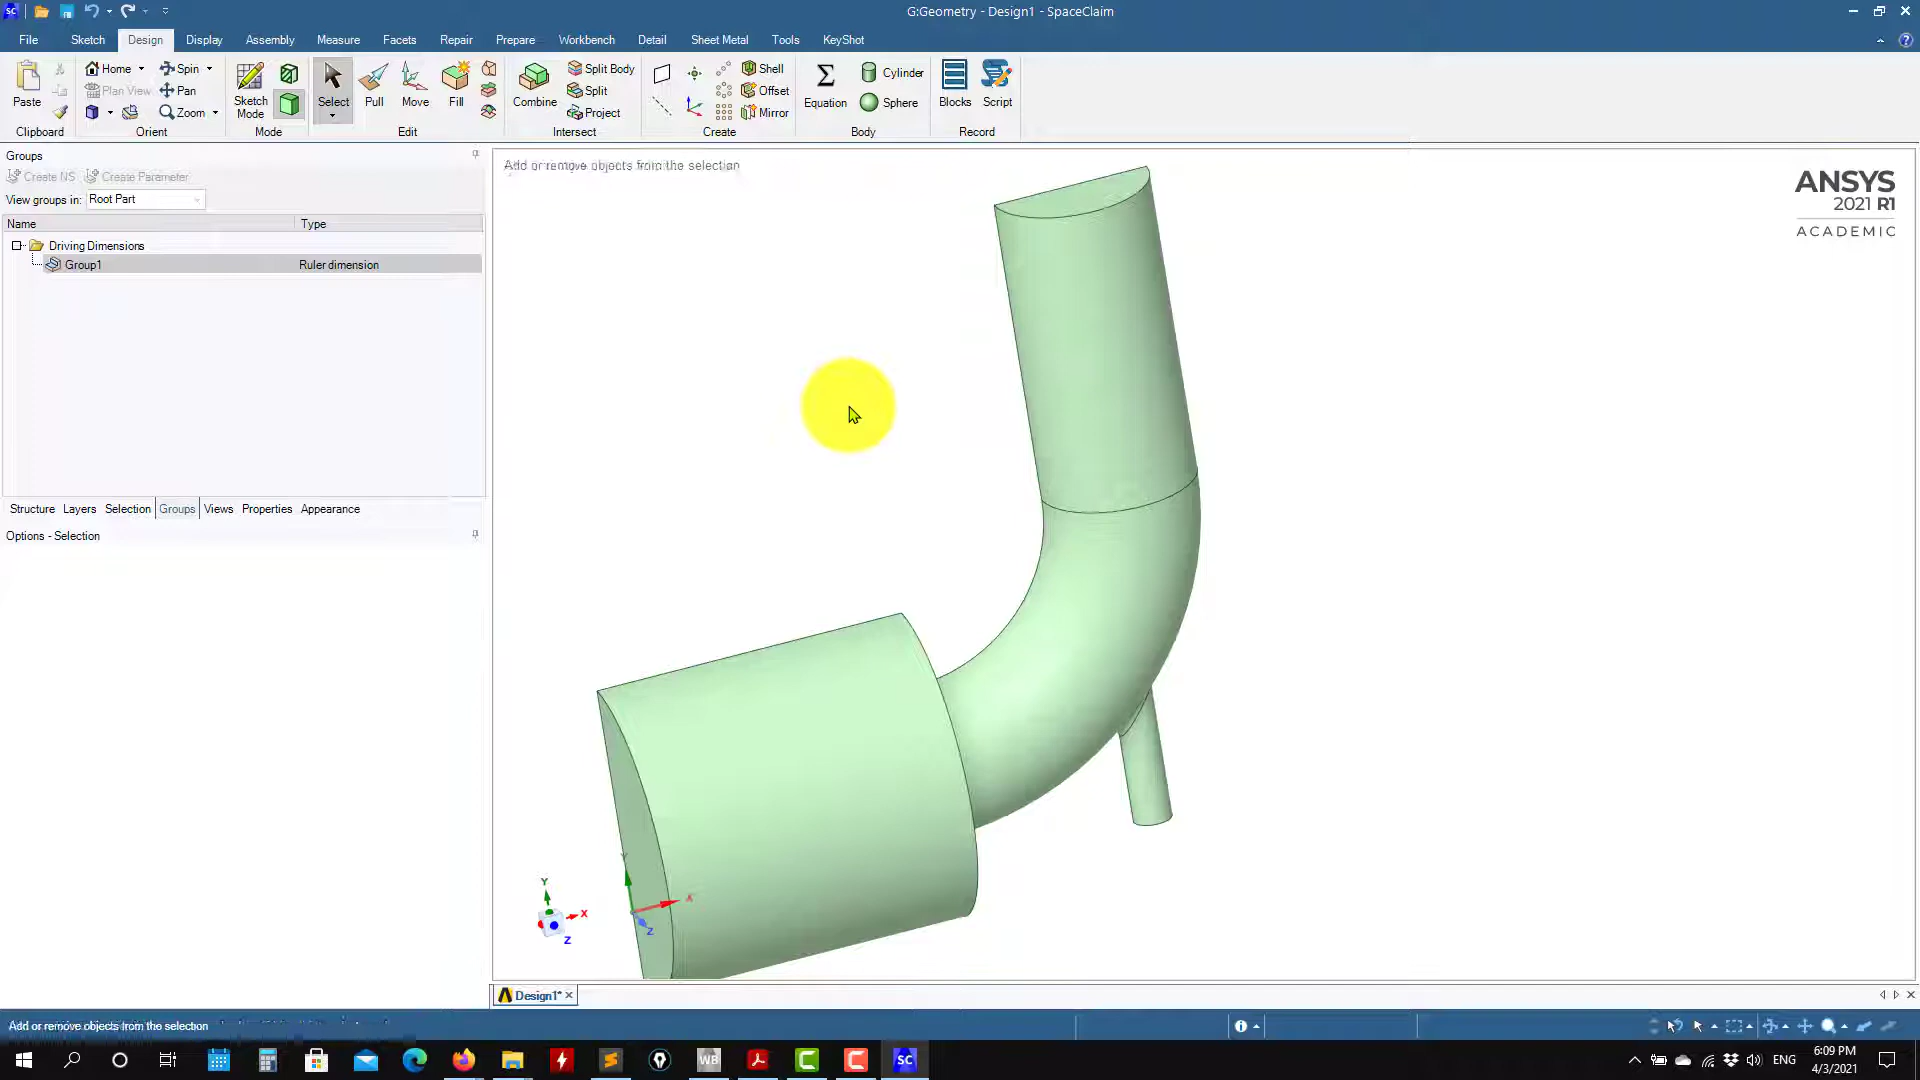 G:Geometry - Design1 - SpaceClaim
File Sketch Design Display Assembly Measure Facets Repair Prepare Workbench Detail Sheet Metal Tools KeyShot
Paste
Clipboard
Home Spin
Plan View Pan
Zoom
Orient
Sketch Mode
Mode
Select Pull Move Fill
Edit
Combine
Split Body
Split
Project
Intersect
Shell
Offset
Mirror
Create
Equation
Cylinder
Sphere
Body
Blocks Script
Record
Groups
Create NS Create Parameter
View groups in: Root Part
Name Type
Driving Dimensions
Group1 Ruler dimension
Structure Layers Selection Groups Views Properties Appearance
Options - Selection
Add or remove objects from the selection
ANSYS
2021 R1
ACADEMIC
Y
X
Z
Y
Z
Design1*
Add or remove objects from the selection
SC
WB
SC
ENG
6:09 PM
4/3/2021